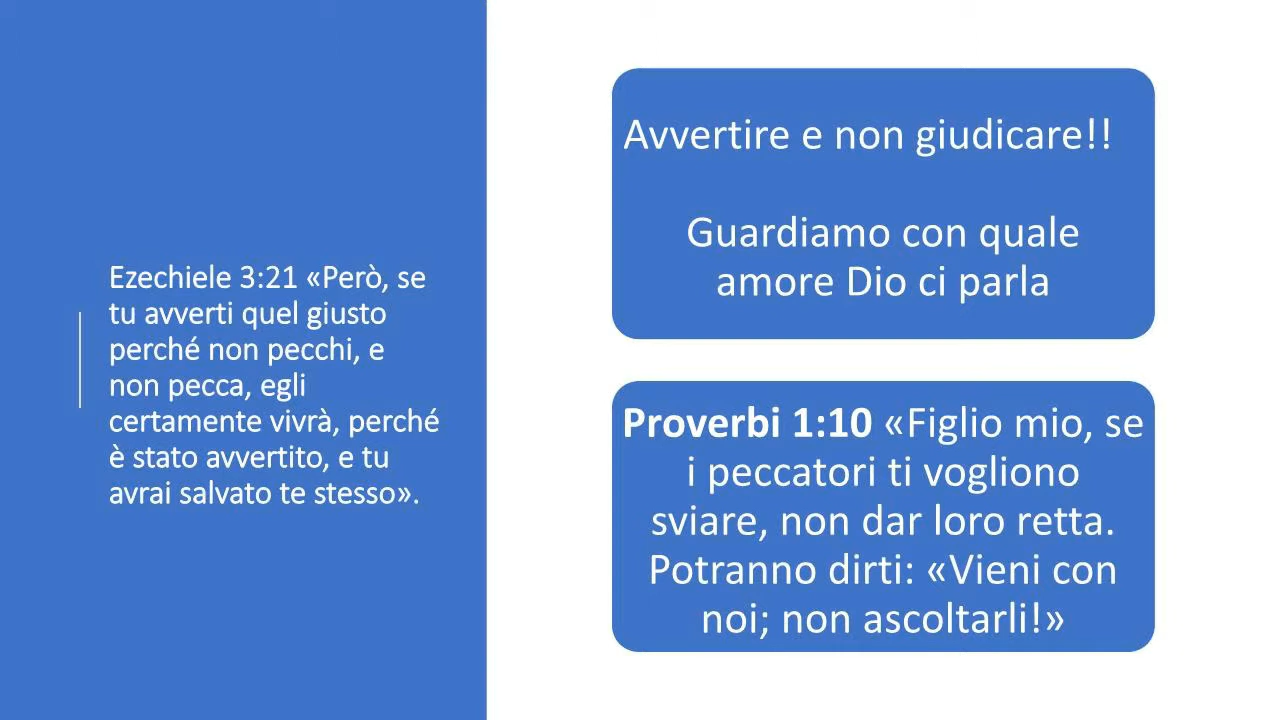 Ezechiele 3:21 «Però, se
tu avverti quel giusto
perché non pecchi, e
non pecca, egli
certamente vivrà, perché
è stato avvertito, e tu
avrai salvato te stesso».
Avvertire e non giudicare!!
Guardiamo con quale
amore Dio ci parla
Proverbi 1:10 «Figlio mio, se
i peccatori ti vogliono
sviare, non dar loro retta.
Potranno dirti: «Vieni con
noi; non ascoltarli!»